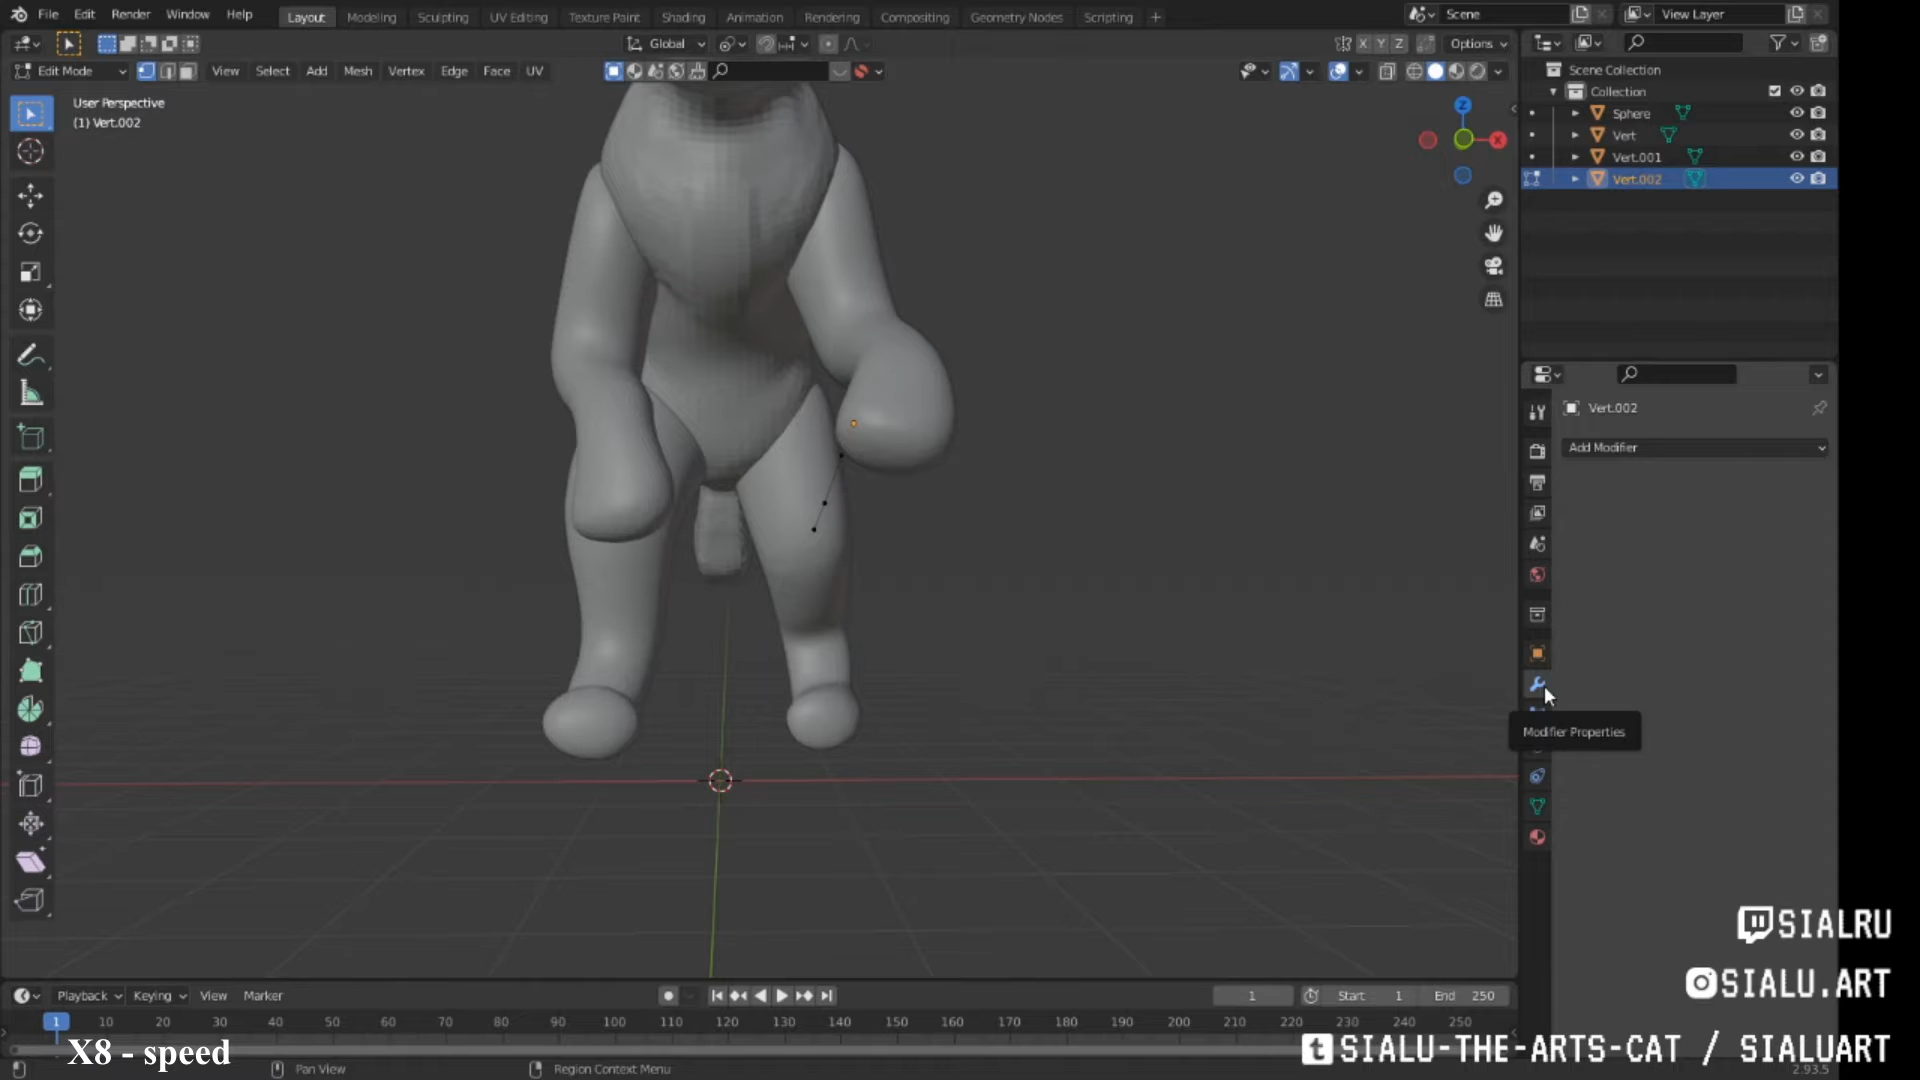 File Edit Render Window Help Layout Modeling Sculpting UV Editing Texture Paint Shading Animation Rendering Compositing Geometry Nodes Scripting + Scene View Layer
Global X Y Z Options
Edit Mode View Select Add Mesh Vertex Edge Face UV
User Perspective
(1) Vert.002
Z
X
Scene Collection
Collection
Sphere
Vert
Vert.001
Vert.002
Vert.002
Add Modifier
Modifier Properties
SIALRU
SIALU.ART
SIALU-THE-ARTS-CAT / SIALUART
Playback Keying View Marker 1 Start 1 End 250
1 10 20 30 40 50 60 70 80 90 100 110 120 130 140 150 160 170 180 190 200 210 220 230 240 250
X8 - speed
Pan View Region Context Menu 2.93.5